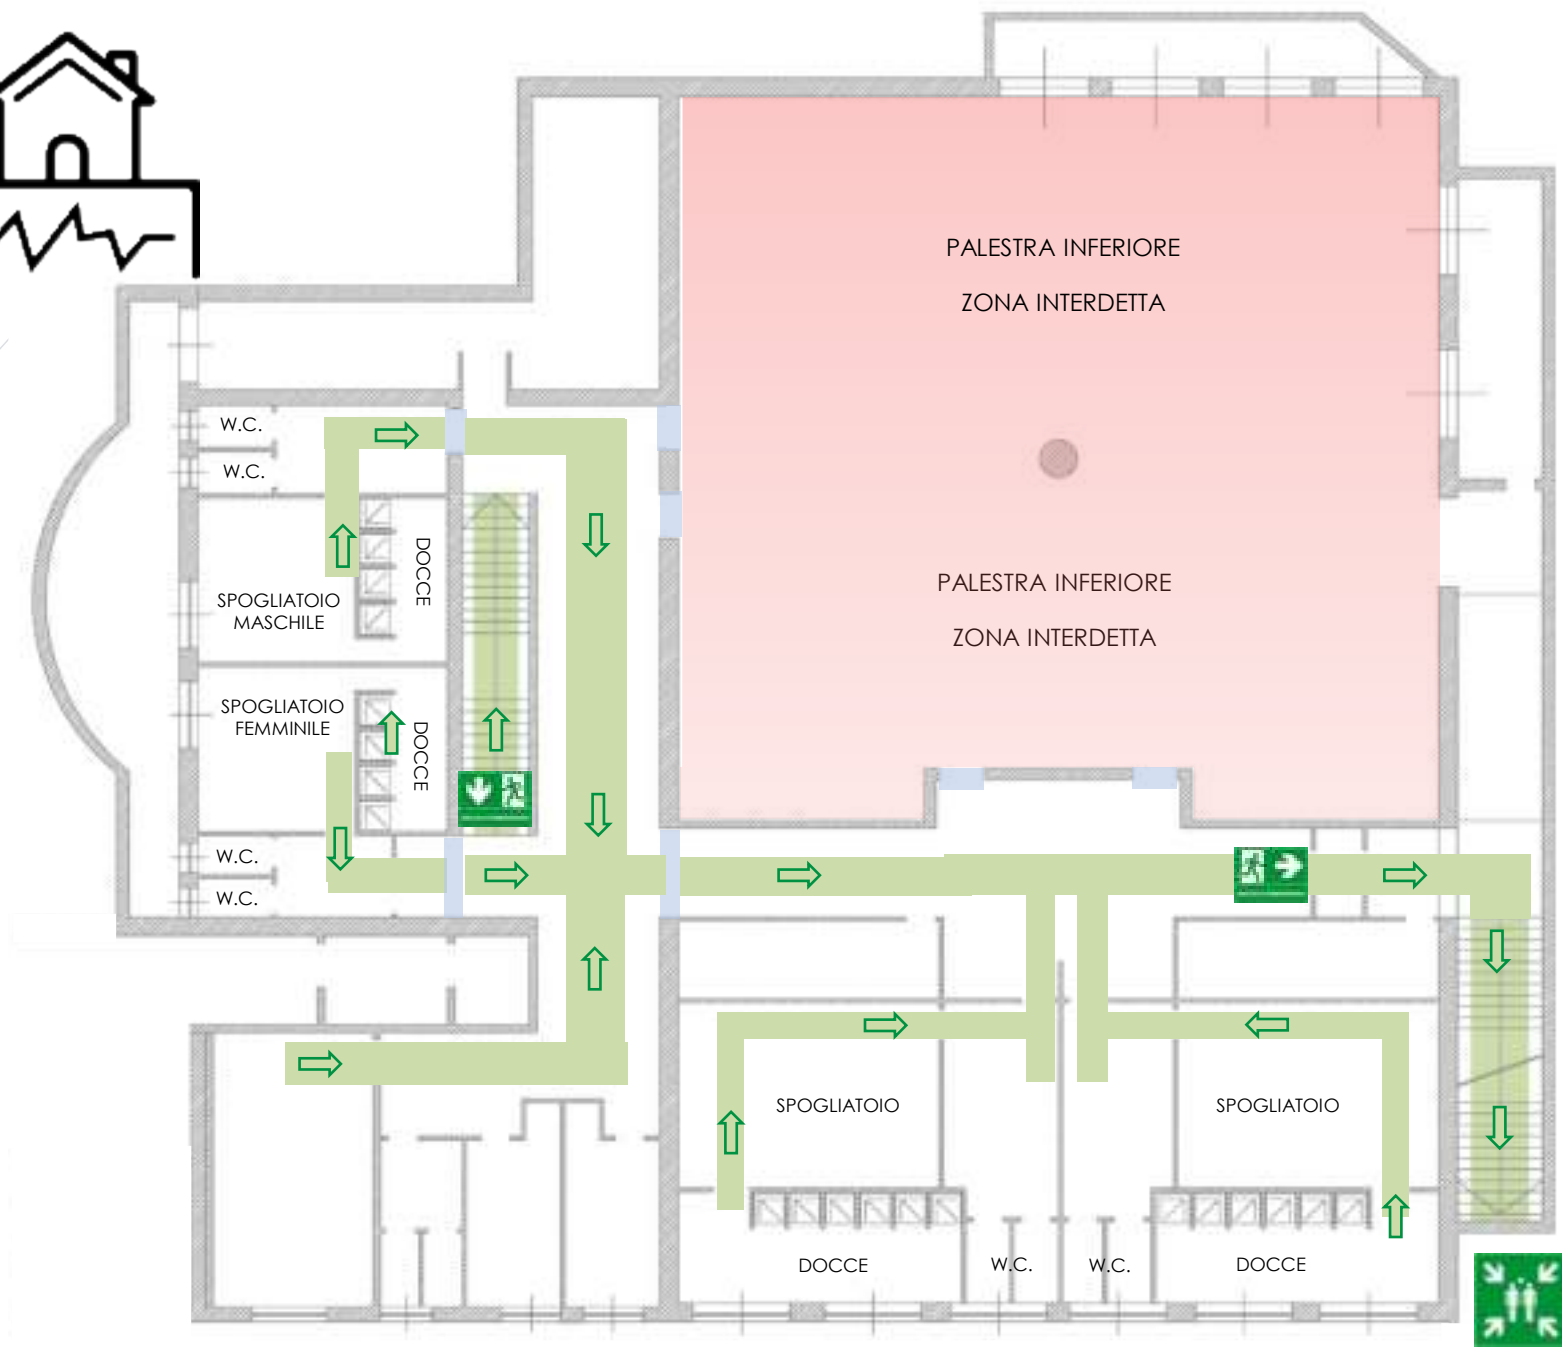 PALESTRA INFERIORE
ZONA INTERDETTA
W.C.
W.C.
DOCCE
SPOGLIATOIO
MASCHILE
PALESTRA INFERIORE
ZONA INTERDETTA
SPOGLIATOIO
FEMMINILE
DOCCE
W.C.
W.C.
SPOGLIATOIO
SPOGLIATOIO
DOCCE
W.C.
W.C.
DOCCE